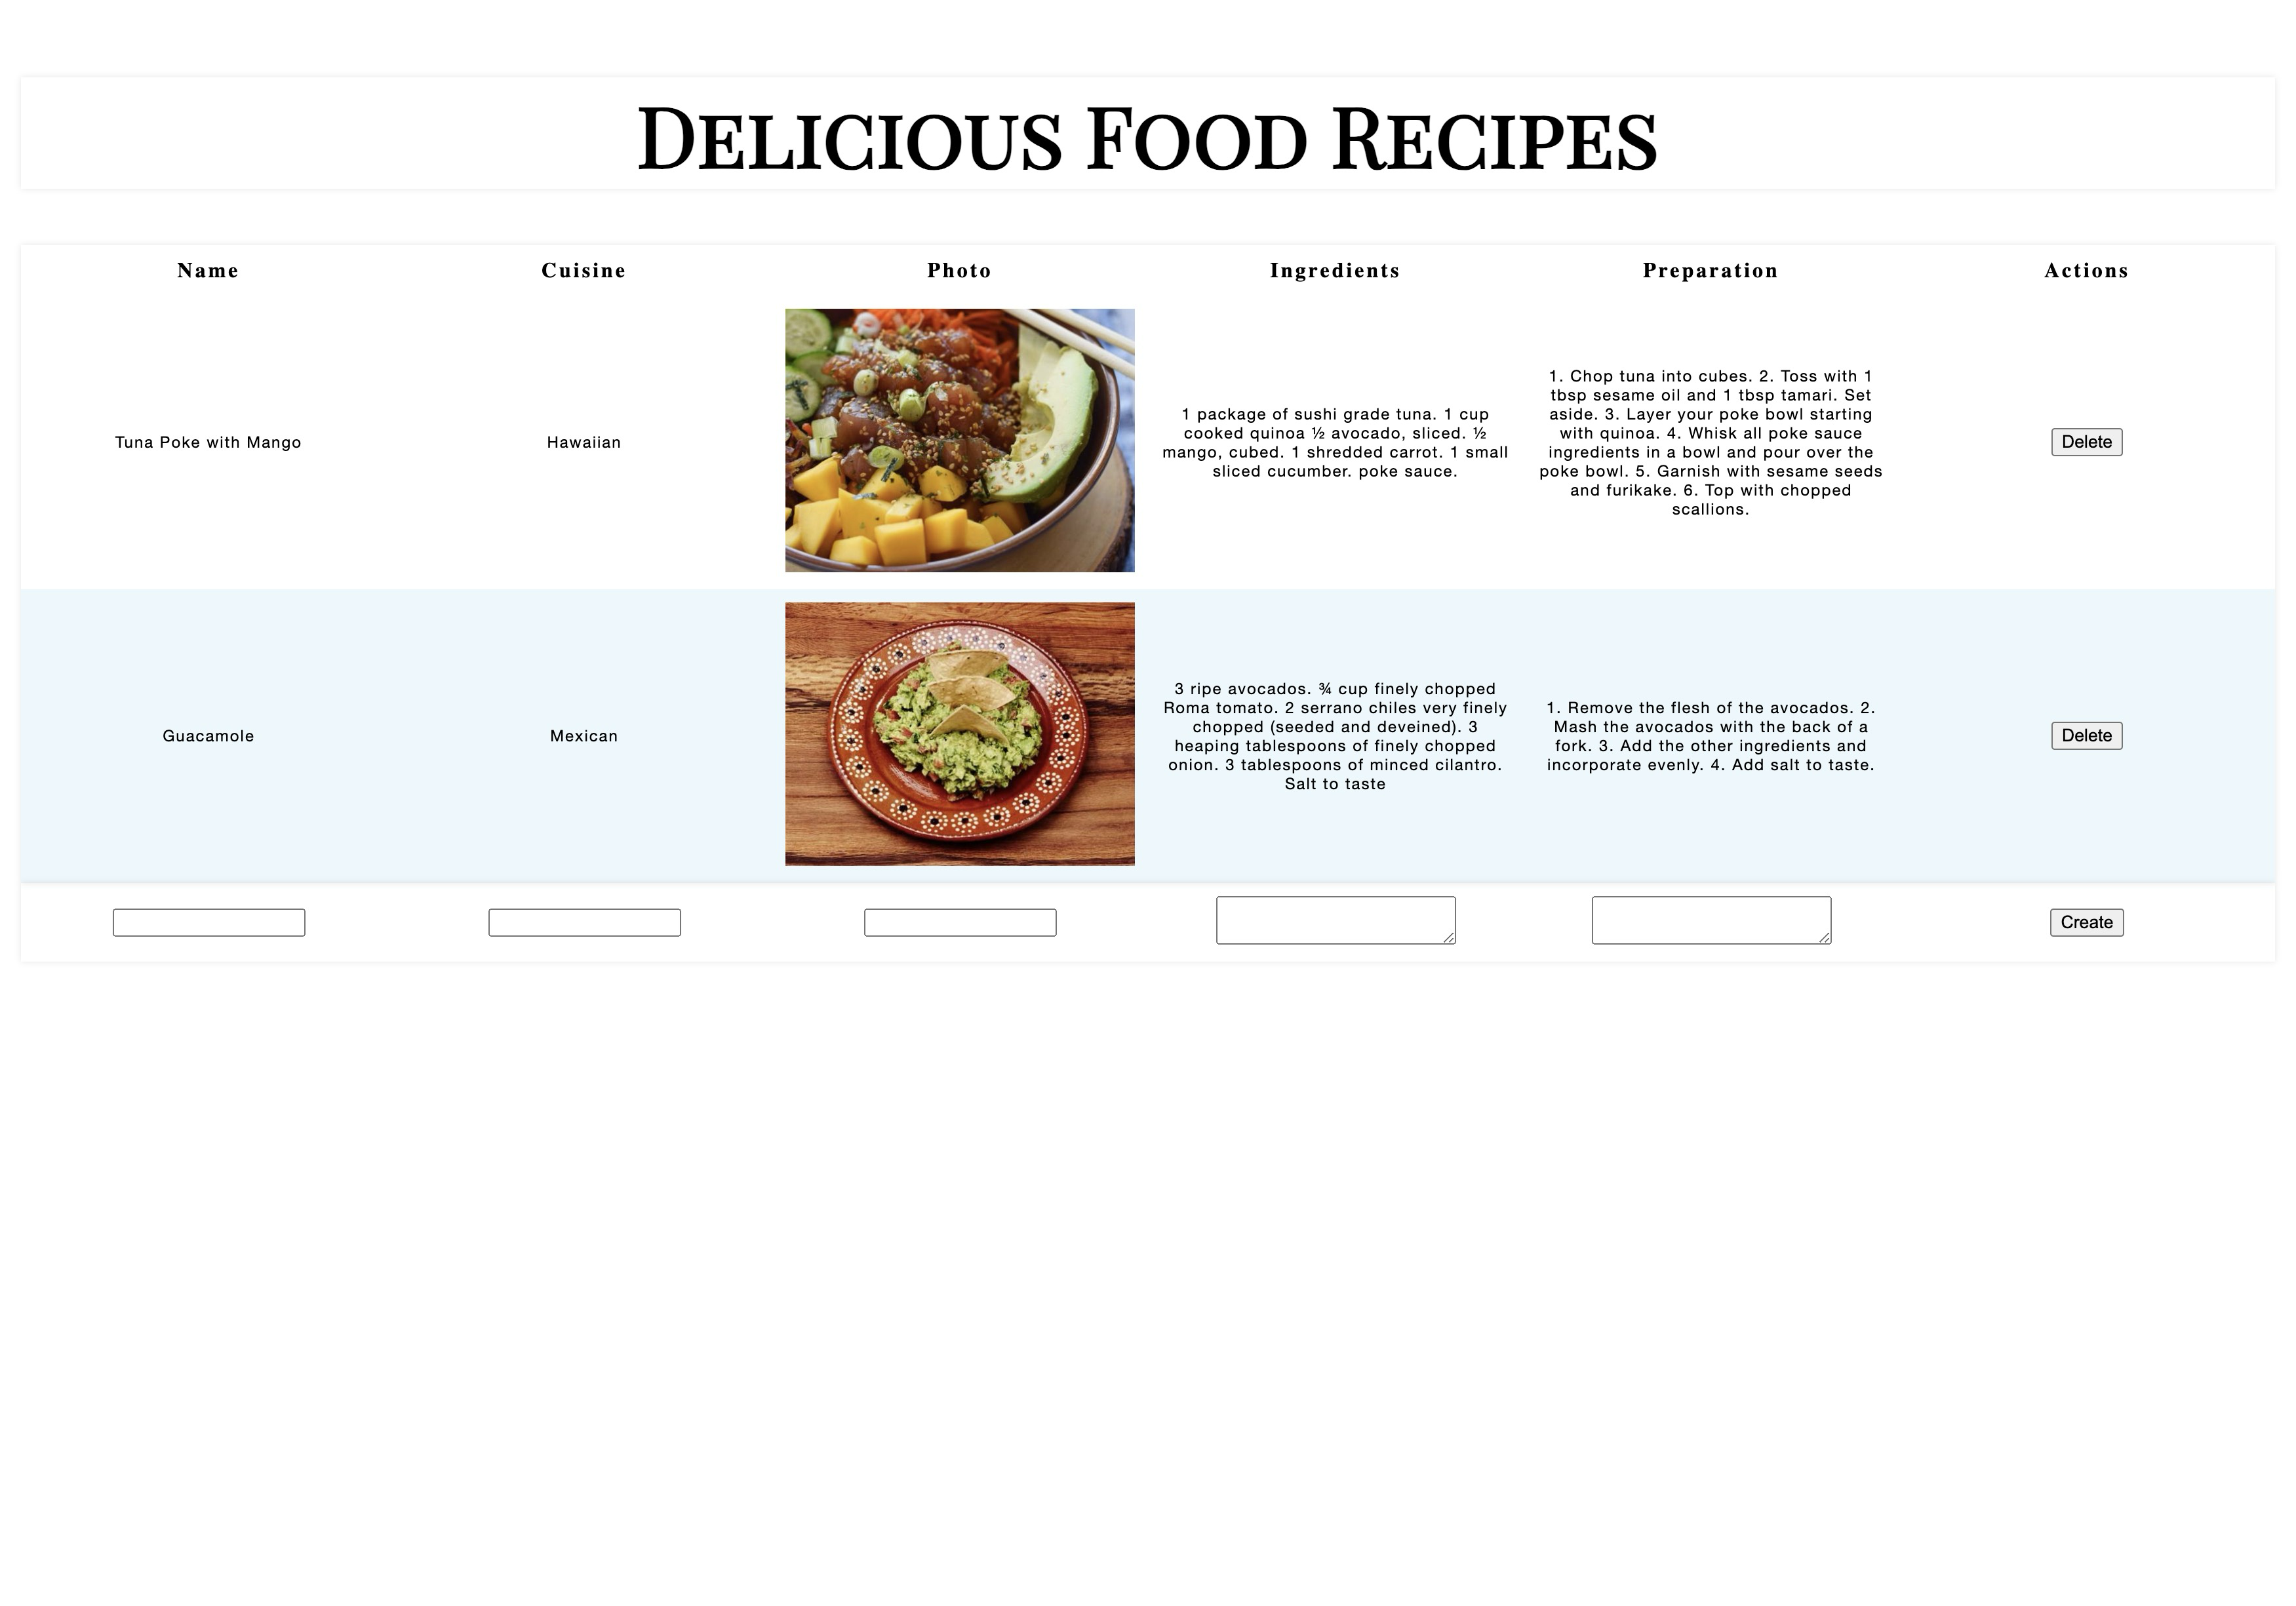 Delicious Food Recipes
Name
Cuisine
Photo
Ingredients
Preparation
Actions
Tuna Poke with Mango
Hawaiian
1 package of sushi grade tuna. 1 cup
cooked quinoa ½ avocado, sliced. ½
mango, cubed. 1 shredded carrot. 1 small
sliced cucumber. poke sauce.
1. Chop tuna into cubes. 2. Toss with 1
tbsp sesame oil and 1 tbsp tamari. Set
aside. 3. Layer your poke bowl starting
with quinoa. 4. Whisk all poke sauce
ingredients in a bowl and pour over the
poke bowl. 5. Garnish with sesame seeds
and furikake. 6. Top with chopped
scallions.
Delete
Guacamole
Mexican
3 ripe avocados. ¾ cup finely chopped
Roma tomato. 2 serrano chiles very finely
chopped (seeded and deveined). 3
heaping tablespoons of finely chopped
onion. 3 tablespoons of minced cilantro.
Salt to taste
1. Remove the flesh of the avocados. 2.
Mash the avocados with the back of a
fork. 3. Add the other ingredients and
incorporate evenly. 4. Add salt to taste.
Delete
Create